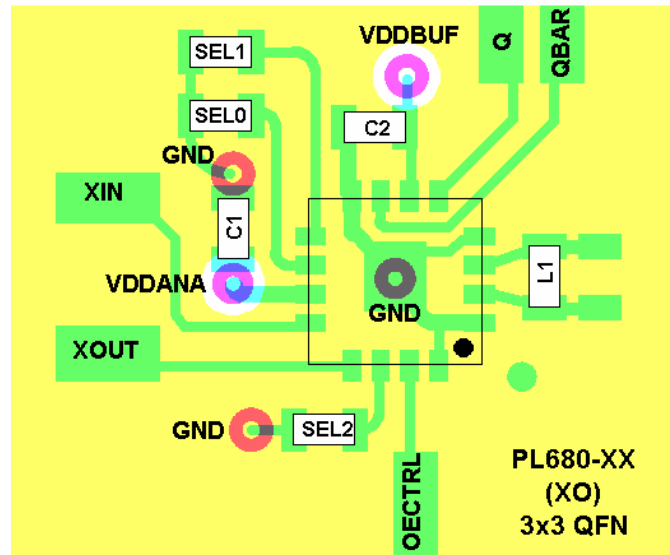 SEL1
VDDBUF
Q
QBAR
SEL0
C2
GND
XIN
C1
L1
VDDANA
GND
XOUT
GND
SEL2
OECTRL
PL680-XX
(XO)
3x3 QFN